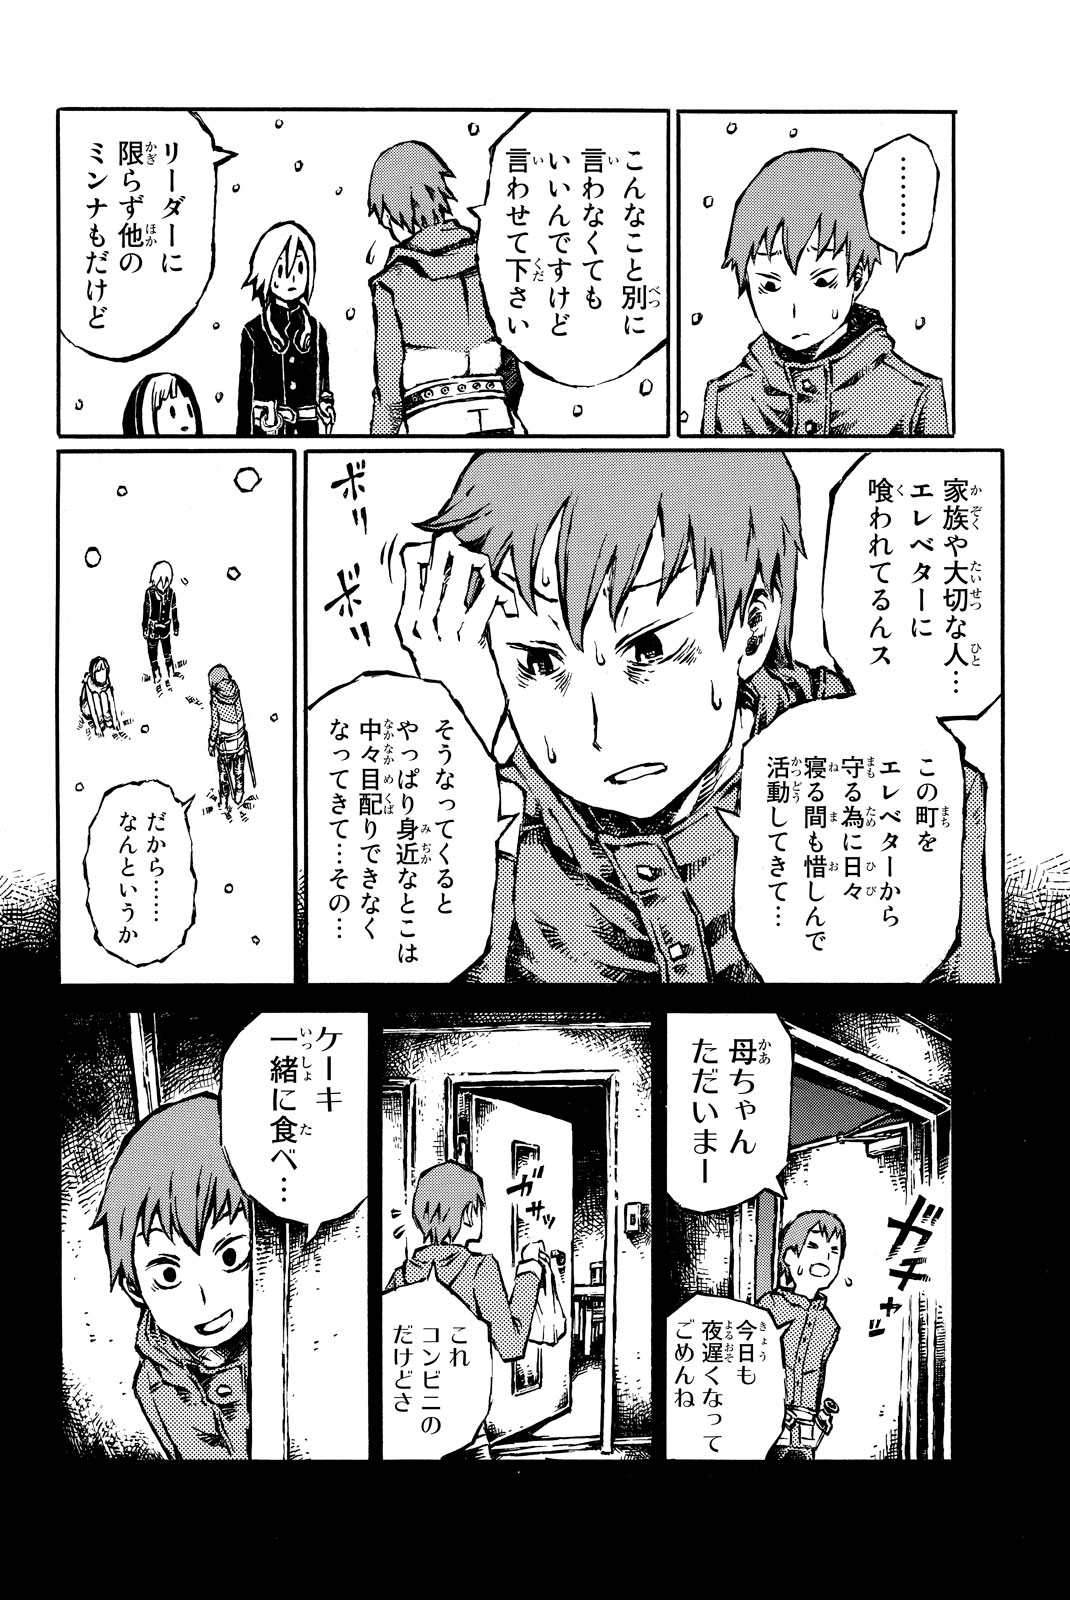 ………
こんなこと別に
言わなくても
いいんですけど
言わせて下さい
リーダーに
限らず他の
ミンナもだけど
家族や大切な人…
エレベターに
喰われてるんス
この町を
エレベターから
守る為に日々
寝る間も惜しんで
活動してきて…
ボリ
ボリ
そうなってくると
やっぱり身近なとこは
中々目配りできなく
なってきて…その…
だから……
なんというか
母ちゃん
ただいまー
ガチャ
今日も
夜遅くなって
ごめんね
ガサッ
これ
コンビニの
だけどさ
ケーキ
一緒に食べ…